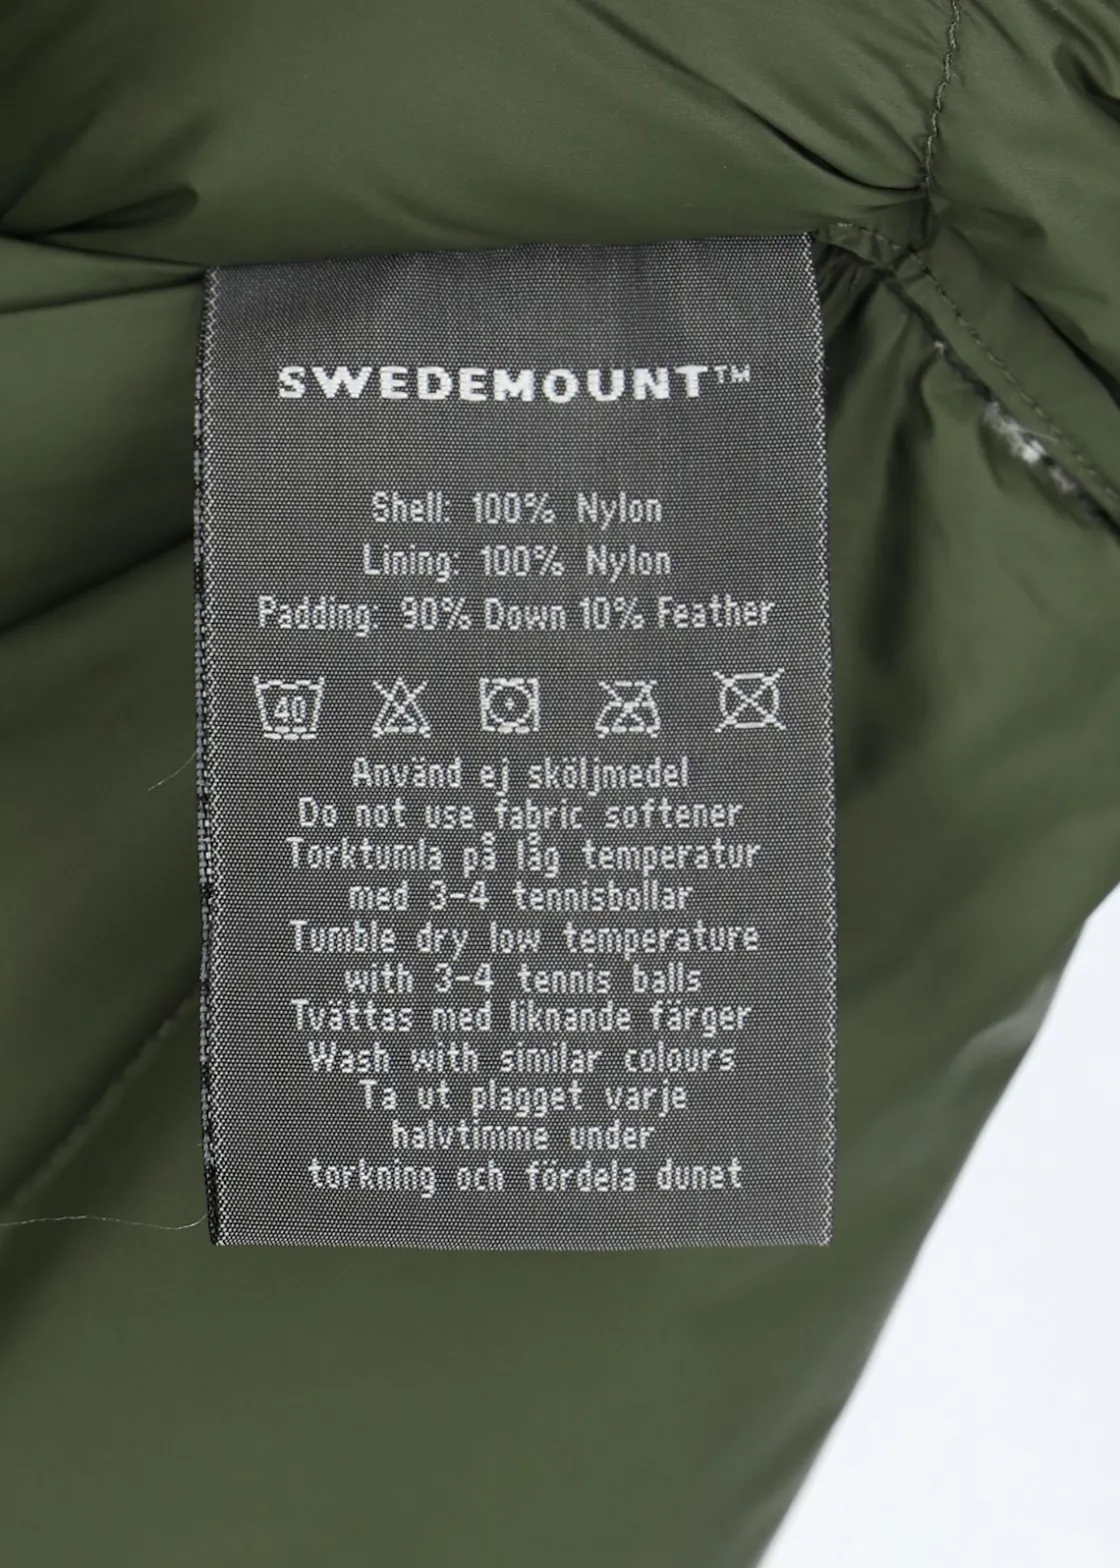 SWEDEMOUNT™
Shell: 100% Nylon
Lining: 100% Nylon
Padding: 90% Down 10% Feather
40
Använd ej sköljmedel
Do not use fabric softener
Torktumla på låg temperatur
med 3-4 tennisbollar
Tumble dry low temperature
with 3-4 tennis balls
Tvättas med liknande färger
Wash with similar colours
Ta ut plagget varje
halvtimme under
torkning och fördela dunet